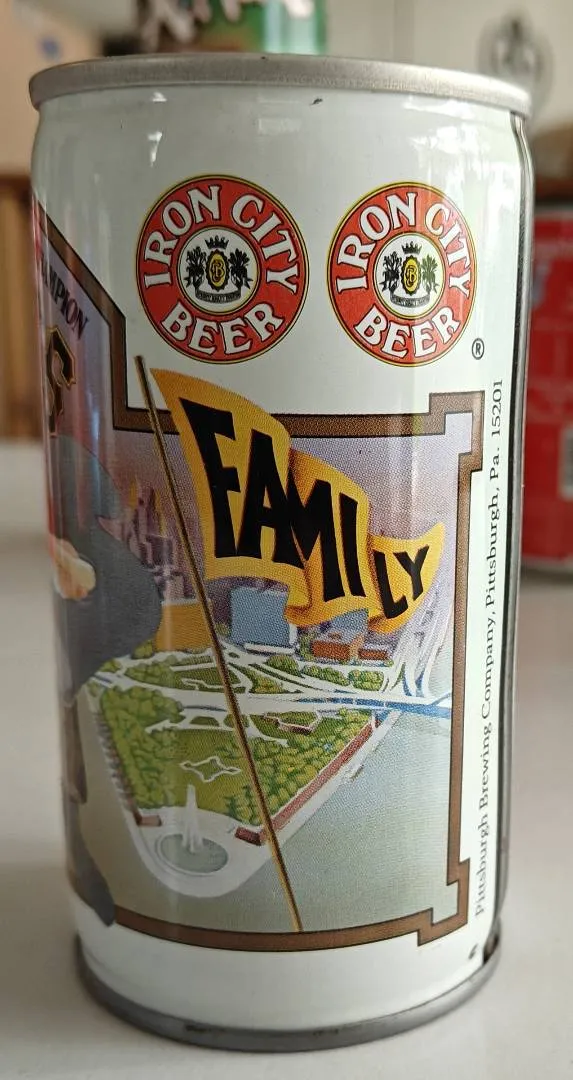 IRON CITY
BEER
IRON CITY
BEER
®
FAMILY
Pittsburgh Brewing Company, Pittsburgh, Pa. 15201